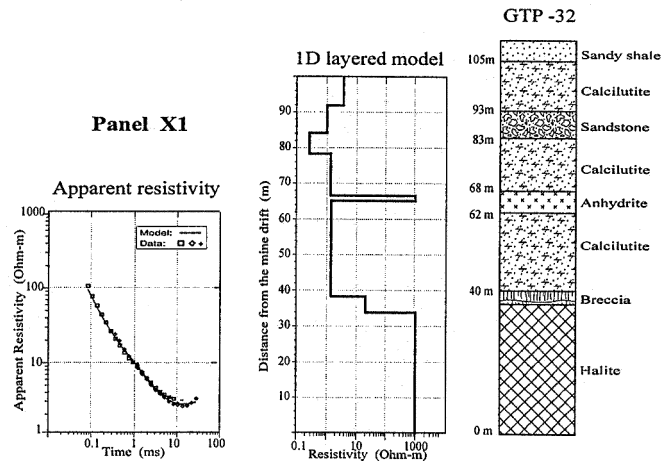 GTP -32
1D layered model
Panel X1
Apparent resistivity
Apparent Resistivity (Ohm-m)
1000
100
10
1
Model:
Data:
0.1
1
10
100
Time (ms)
Distance from the mine drift (m)
90
80
70
60
50
40
30
20
10
0.1
10
1000
Resistivity (Ohm-m)
105m
93m
83m
68 m
62 m
40 m
0 m
Sandy shale
Calcilutite
Sandstone
Calcilutite
Anhydrite
Calcilutite
Breccia
Halite